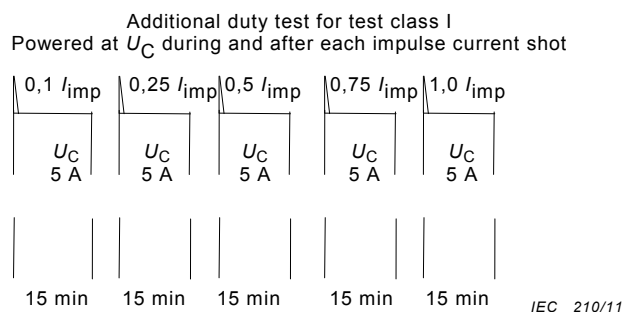 Additional duty test for test class I
Powered at UC during and after each impulse current shot
0,1 Iimp 0,25 Iimp 0,5 Iimp 0,75 Iimp 1,0 Iimp
UC UC UC UC UC
5 A 5 A 5 A 5 A 5 A
15 min 15 min 15 min 15 min 15 min
IEC 210/11